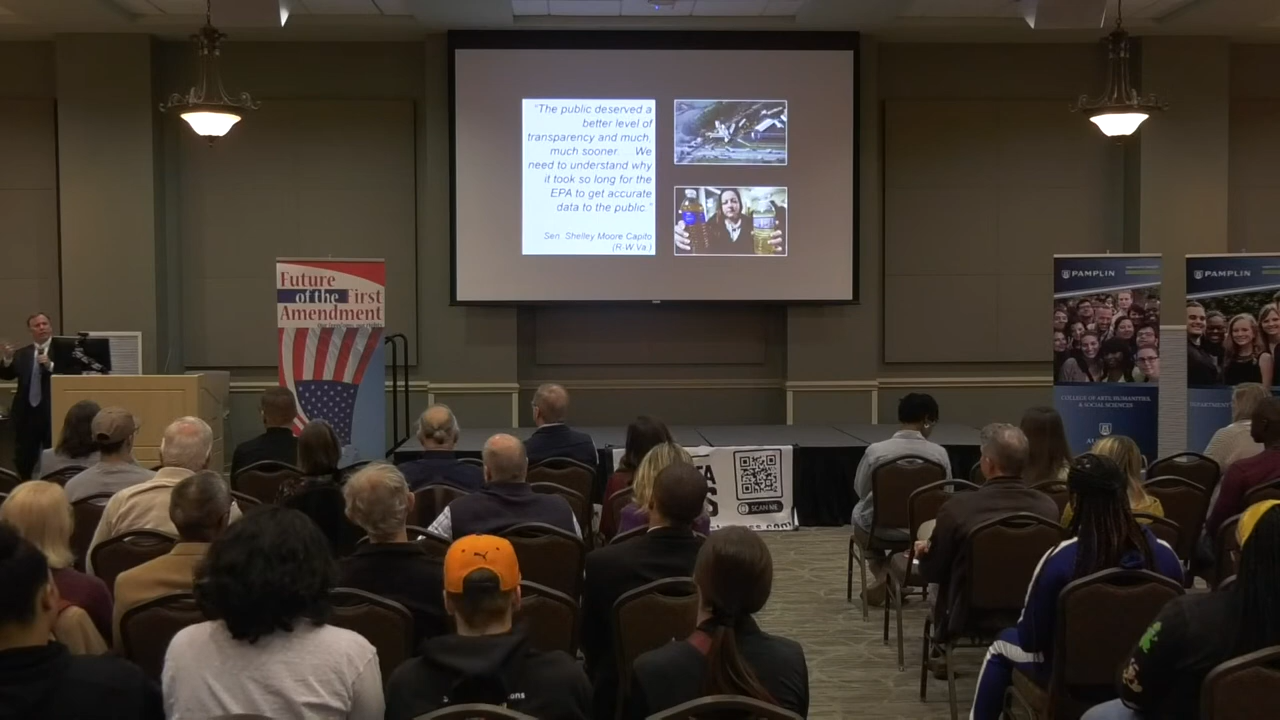 "The public deserved a
better level of
transparency and much,
much sooner.... We
need to understand why
it took so long for the
EPA to get accurate
data to the public."
Sen. Shelley Moore Capito
(R-W.Va.)
Future
of the First
Amendment
PAMPLIN
COLLEGE OF ARTS, HUMANITIES,
& SOCIAL SCIENCES
AU
PAMPLIN
DEPARTMENT
SCAN ME